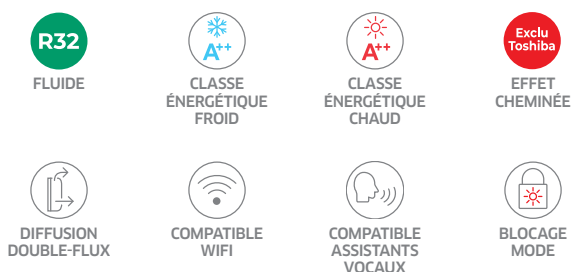 R32
FLUIDE
A++
CLASSE
ÉNERGÉTIQUE
FROID
A++
CLASSE
ÉNERGÉTIQUE
CHAUD
Exclu
Toshiba
EFFET
CHEMINÉE
DIFFUSION
DOUBLE-FLUX
COMPATIBLE
WIFI
COMPATIBLE
ASSISTANTS
VOCAUX
BLOCAGE
MODE